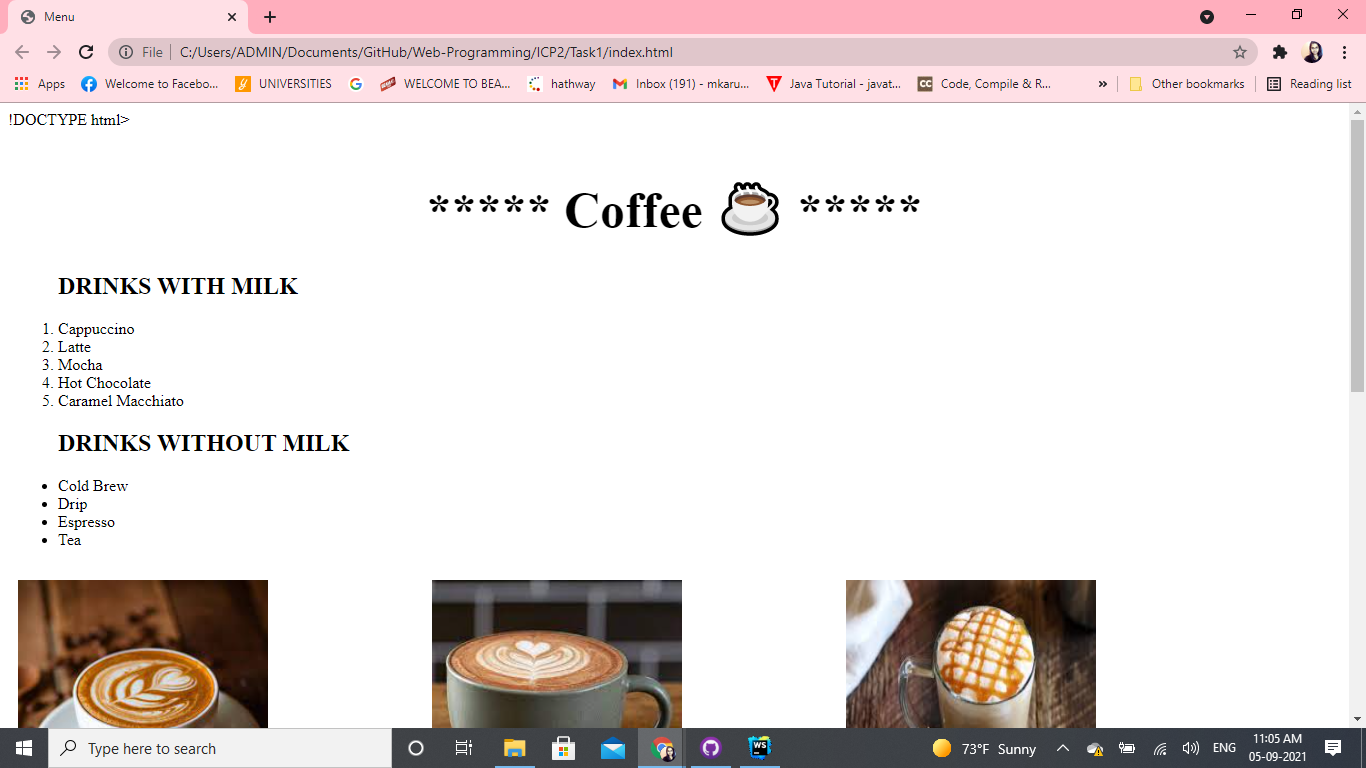 Menu
File | C:/Users/ADMIN/Documents/GitHub/Web-Programming/ICP2/Task1/index.html
Apps Welcome to Facebo... UNIVERSITIES WELCOME TO BEA... hathway Inbox (191) - mkaru... Java Tutorial - javat... Code, Compile & R... » Other bookmarks Reading list
!DOCTYPE html>
***** Coffee ☕ *****
DRINKS WITH MILK
1. Cappuccino
2. Latte
3. Mocha
4. Hot Chocolate
5. Caramel Macchiato
DRINKS WITHOUT MILK
• Cold Brew
• Drip
• Espresso
• Tea
Type here to search WS 73°F Sunny ENG 11:05 AM
05-09-2021